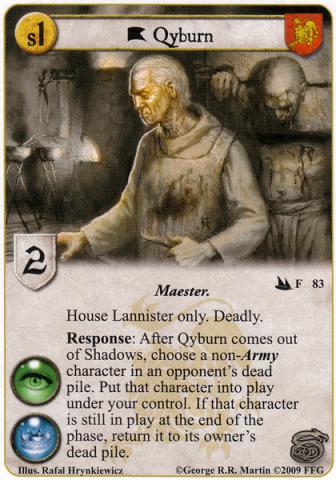 s1
Qyburn
2
Maester.
F 83
House Lannister only. Deadly.
Response: After Qyburn comes out
of Shadows, choose a non-Army
character in an opponent's dead
pile. Put that character into play
under your control. If that character
is still in play at the end of the
phase, return it to its owner's
dead pile.
Illus. Rafal Hrynkiewicz ©George R.R. Martin ©2009 FFG